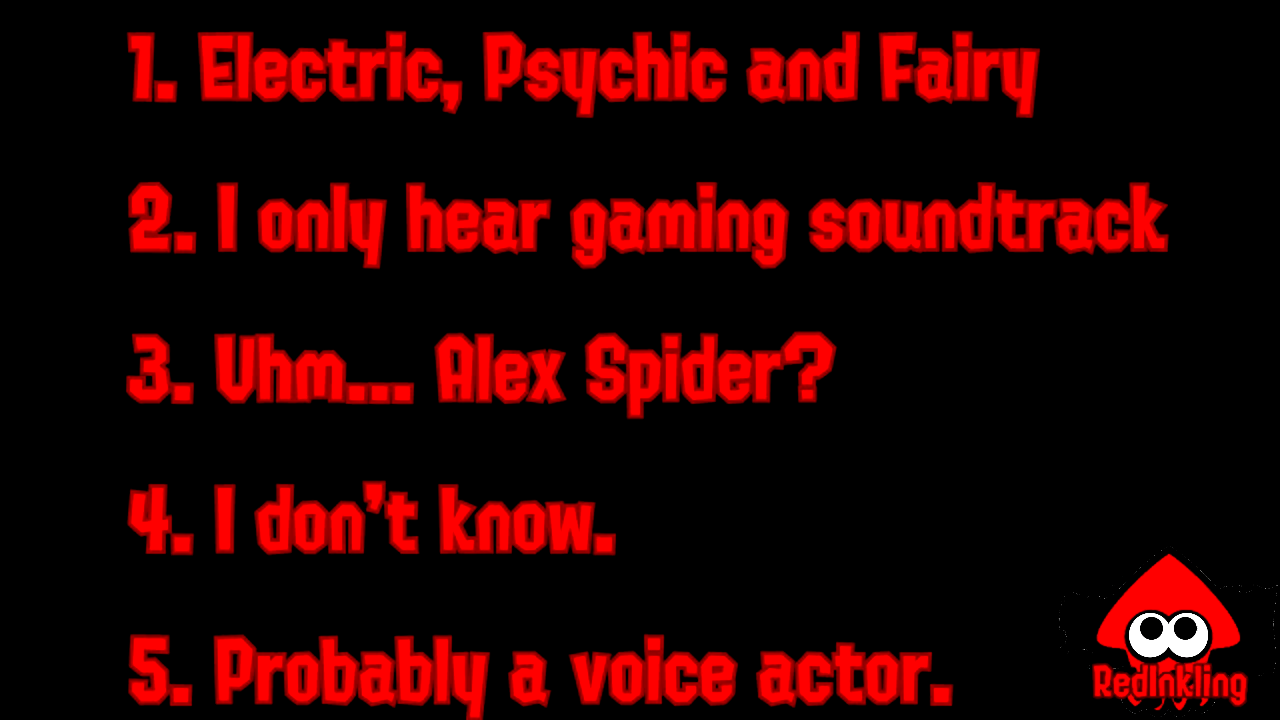 1. Electric, Psychic and Fairy
2. I only hear gaming soundtrack
3. Uhm... Alex Spider?
4. I don't know.
5. Probably a voice actor.
RedInkling